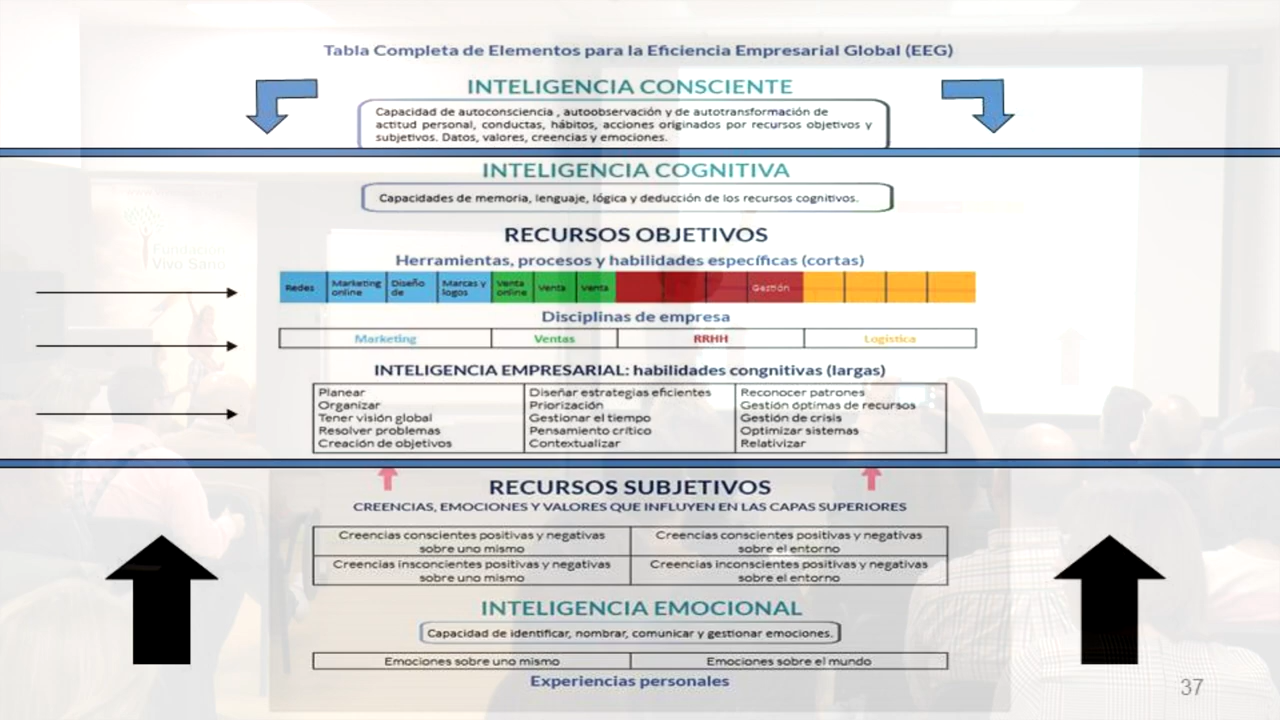 Tabla Completa de Elementos para la Eficiencia Empresarial Global (EEG)
INTELIGENCIA CONSCIENTE
Capacidad de autoconsciencia , autoobservación y de autotransformación de
actitud personal, conductas, hábitos, acciones originados por recursos objetivos y
subjetivos. Datos, valores, creencias y emociones.
INTELIGENCIA COGNITIVA
Capacidades de memoria, lenguaje, lógica y deducción de los recursos cognitivos.
Fundación
Vivo Sano
RECURSOS OBJETIVOS
Herramientas, procesos y habilidades específicas (cortas)
Redes
Marketing
online
Diseño
de
Marcas y
logos
Venta
online
Venta
Venta
Gestión
Disciplinas de empresa
Marketing
Ventas
RRHH
Logística
INTELIGENCIA EMPRESARIAL: habilidades congnitivas (largas)
Planear
Organizar
Tener visión global
Resolver problemas
Creación de objetivos
Diseñar estrategias eficientes
Priorización
Gestionar el tiempo
Pensamiento crítico
Contextualizar
Reconocer patrones
Gestión óptimas de recursos
Gestión de crisis
Optimizar sistemas
Relativizar
RECURSOS SUBJETIVOS
CREENCIAS, EMOCIONES Y VALORES QUE INFLUYEN EN LAS CAPAS SUPERIORES
Creencias conscientes positivas y negativas
sobre uno mismo
Creencias conscientes positivas y negativas
sobre el entorno
Creencias insconcientes positivas y negativas
sobre uno mismo
Creencias inconscientes positivas y negativas
sobre el entorno
INTELIGENCIA EMOCIONAL
Capacidad de identificar, nombrar, comunicar y gestionar emociones.
Emociones sobre uno mismo
Emociones sobre el mundo
Experiencias personales
37